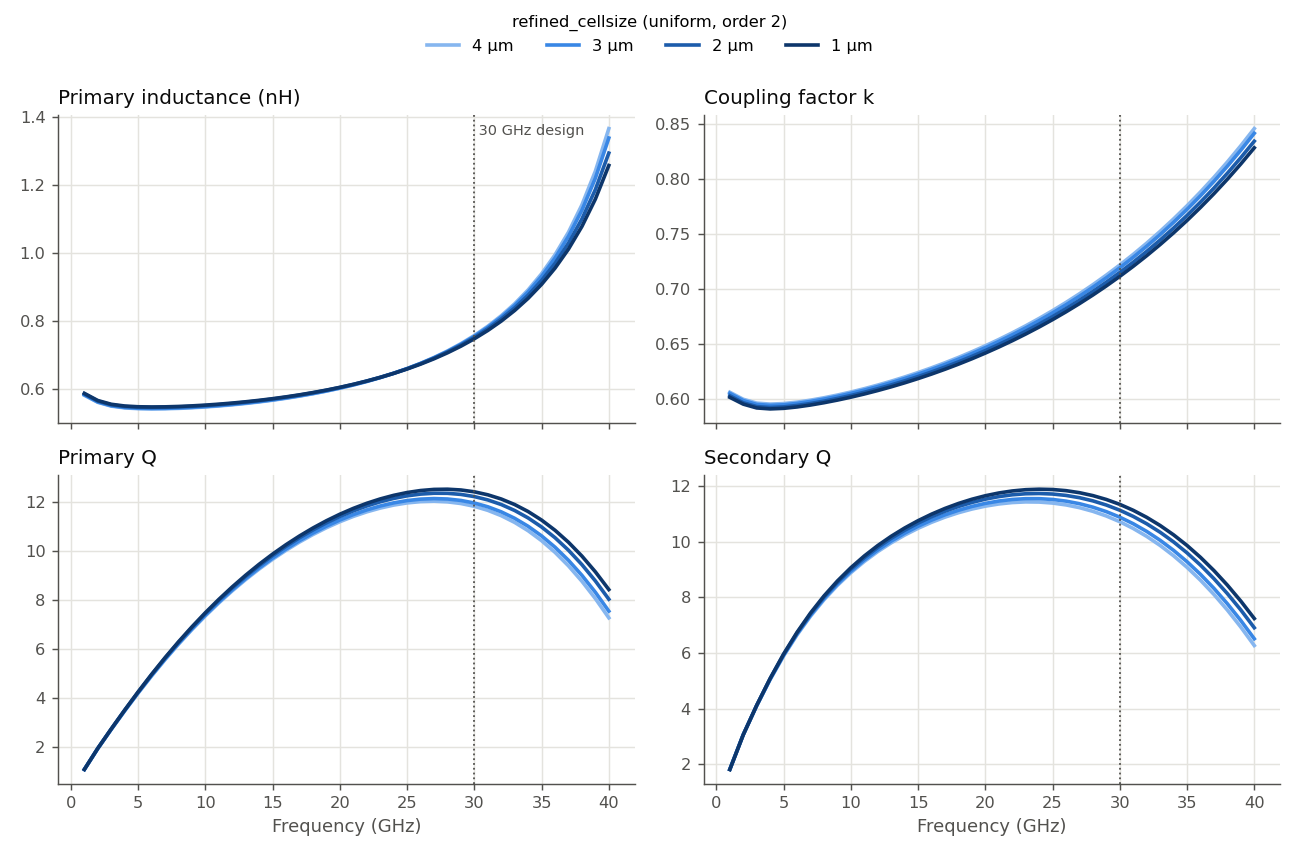 refined_cellsize (uniform, order 2)
4 μm 3 μm 2 μm 1 μm
Primary inductance (nH)
1.4
1.2
1.0
0.8
0.6
30 GHz design
Coupling factor k
0.85
0.80
0.75
0.70
0.65
0.60
Primary Q
12
10
8
6
4
2
0 5 10 15 20 25 30 35 40
Frequency (GHz)
Secondary Q
12
10
8
6
4
2
0 5 10 15 20 25 30 35 40
Frequency (GHz)